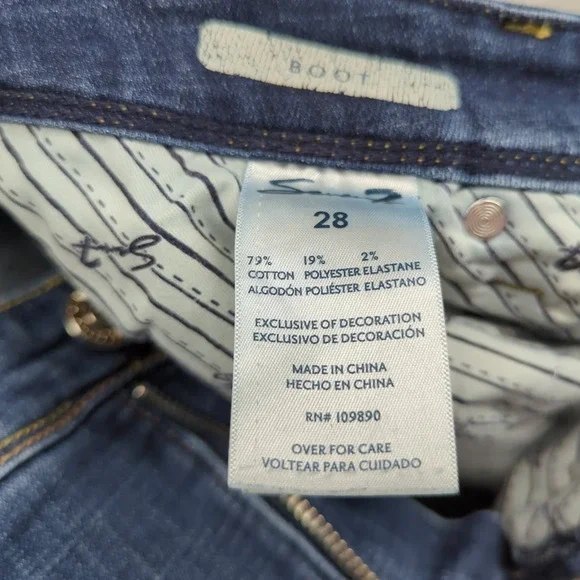 BOOT
Seven7
28
79% 19% 2%
COTTON POLYESTER ELASTANE
ALGODÓN POLIÉSTER ELASTANO
EXCLUSIVE OF DECORATION
EXCLUSIVO DE DECORACIÓN
MADE IN CHINA
HECHO EN CHINA
RN# 109890
OVER FOR CARE
VOLTEAR PARA CUIDADO